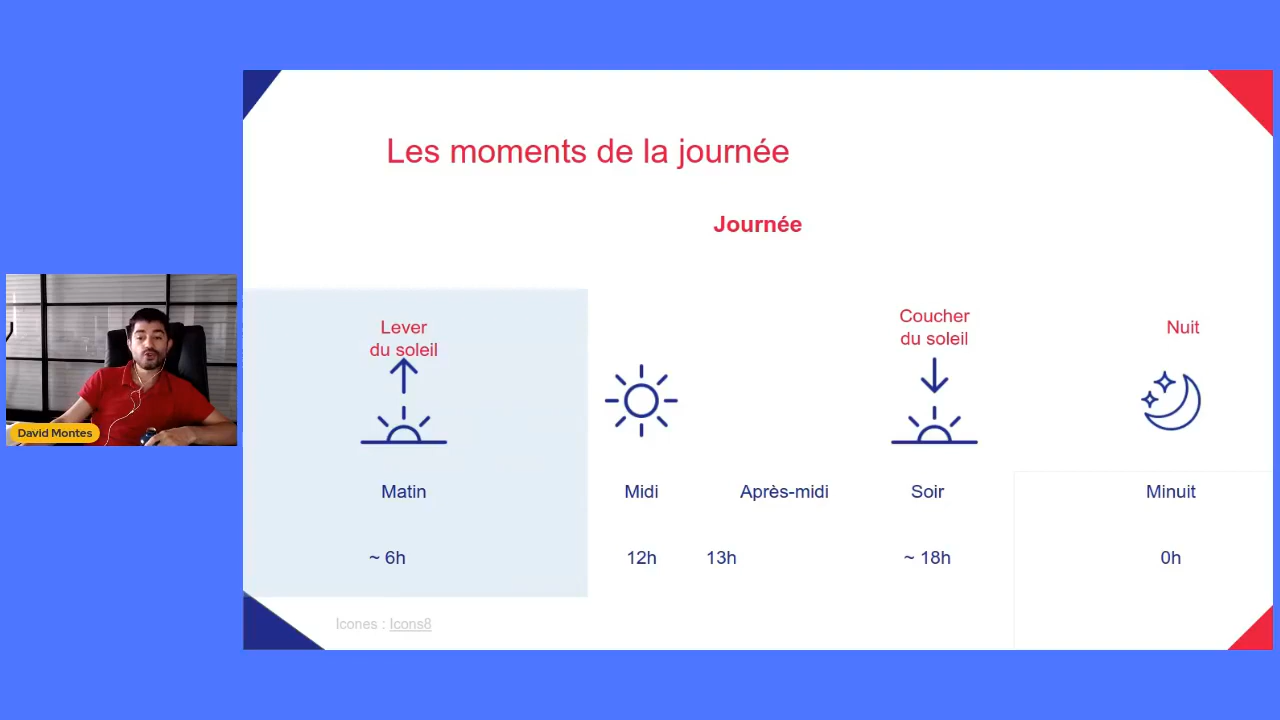 Les moments de la journée
Journée
Lever
du soleil
Coucher
du soleil
Nuit
Matin
Midi
Après-midi
Soir
Minuit
~ 6h
12h
13h
~ 18h
0h
Icones : Icons8
David Montes